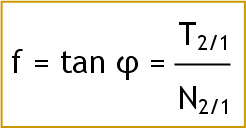 f = tan φ = T2/1 / N2/1